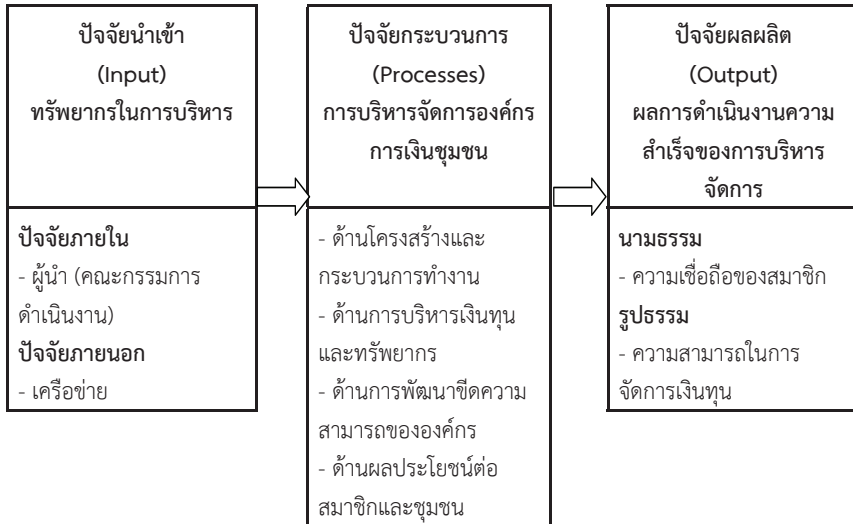 ปัจจัยนำเข้า
(Input)
ทรัพยากรในการบริหาร
ปัจจัยภายใน
- ผู้นำ (คณะกรรมการ
ดำเนินงาน)
ปัจจัยภายนอก
- เครือข่าย
ปัจจัยกระบวนการ
(Processes)
การบริหารจัดการองค์กร
การเงินชุมชน
- ด้านโครงสร้างและ
กระบวนการทำงาน
- ด้านการบริหารเงินทุน
และทรัพยากร
- ด้านการพัฒนาขีดความ
สามารถขององค์กร
- ด้านผลประโยชน์ต่อ
สมาชิกและชุมชน
ปัจจัยผลผลิต
(Output)
ผลการดำเนินงานความ
สำเร็จของการบริหาร
จัดการ
นามธรรม
- ความเชื่อถือของสมาชิก
รูปธรรม
- ความสามารถในการ
จัดการเงินทุน